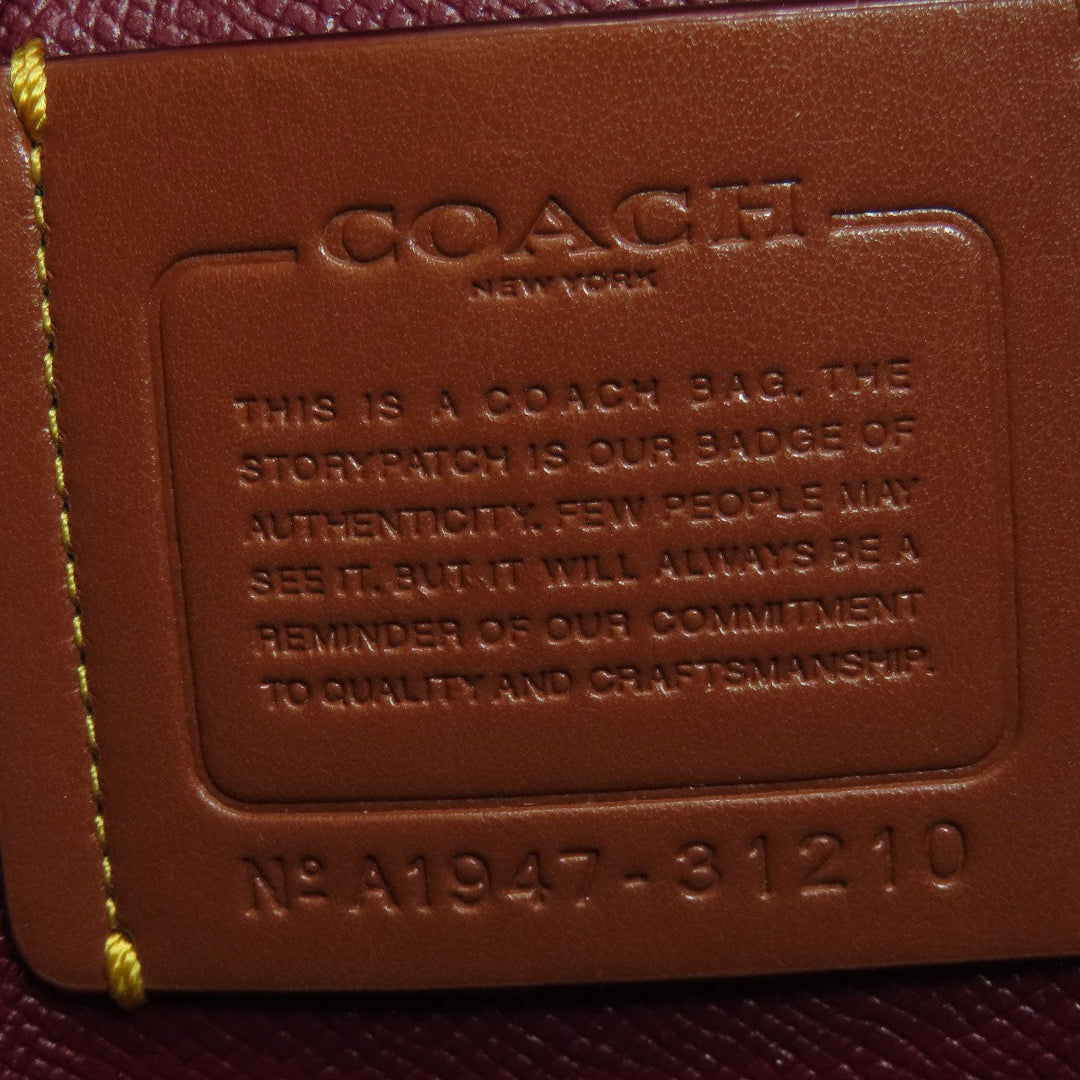 COACH
NEW YORK
THIS IS A COACH BAG. THE
STORYPATCH IS OUR BADGE OF
AUTHENTICITY. FEW PEOPLE MAY
SEE IT. BUT IT WILL ALWAYS BE A
REMINDER OF OUR COMMITMENT
TO QUALITY AND CRAFTSMANSHIP.
Nº A1947-31210